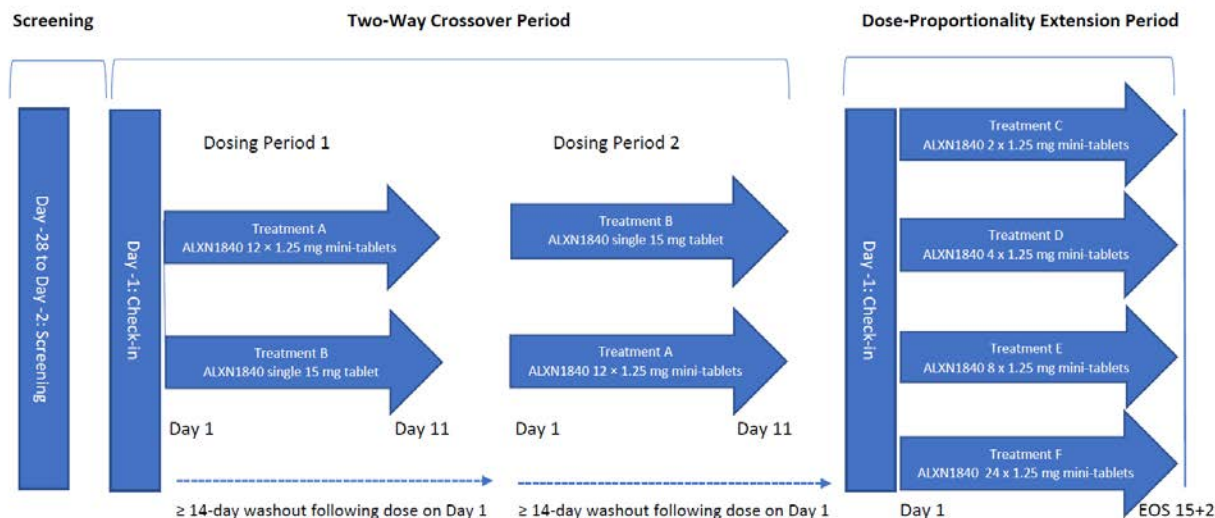 Screening
Two-Way Crossover Period
Dose-Proportionality Extension Period
Day -28 to Day -2: Screening
Day -1: Check-in
Dosing Period 1
Treatment A
ALXN1840 12 × 1.25 mg mini-tablets
Treatment B
ALXN1840 single 15 mg tablet
Day 1
Day 11
≥ 14-day washout following dose on Day 1
Dosing Period 2
Treatment B
ALXN1840 single 15 mg tablet
Treatment A
ALXN1840 12 × 1.25 mg mini-tablets
Day 1
Day 11
≥ 14-day washout following dose on Day 1
Day -1: Check-in
Treatment C
ALXN1840 2 x 1.25 mg mini-tablets
Treatment D
ALXN1840 4 x 1.25 mg mini-tablets
Treatment E
ALXN1840 8 x 1.25 mg mini-tablets
Treatment F
ALXN1840 24 x 1.25 mg mini-tablets
Day 1
EOS 15+2